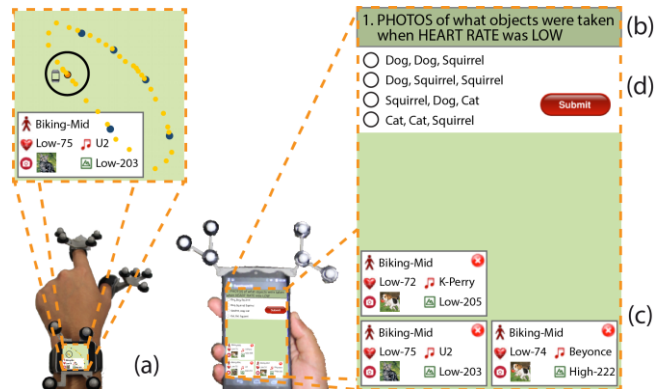 Biking-Mid
Low-75 U2
Low-203
(a)
1. PHOTOS of what objects were taken
when HEART RATE was LOW
(b)
Dog, Dog, Squirrel
Dog, Squirrel, Squirrel
Squirrel, Dog, Cat
Cat, Cat, Squirrel
Submit
(d)
Biking-Mid
Low-72 K-Perry
Low-205
(c)
Biking-Mid
Low-75 U2
Low-203
Biking-Mid
Low-74 Beyonce
High-222